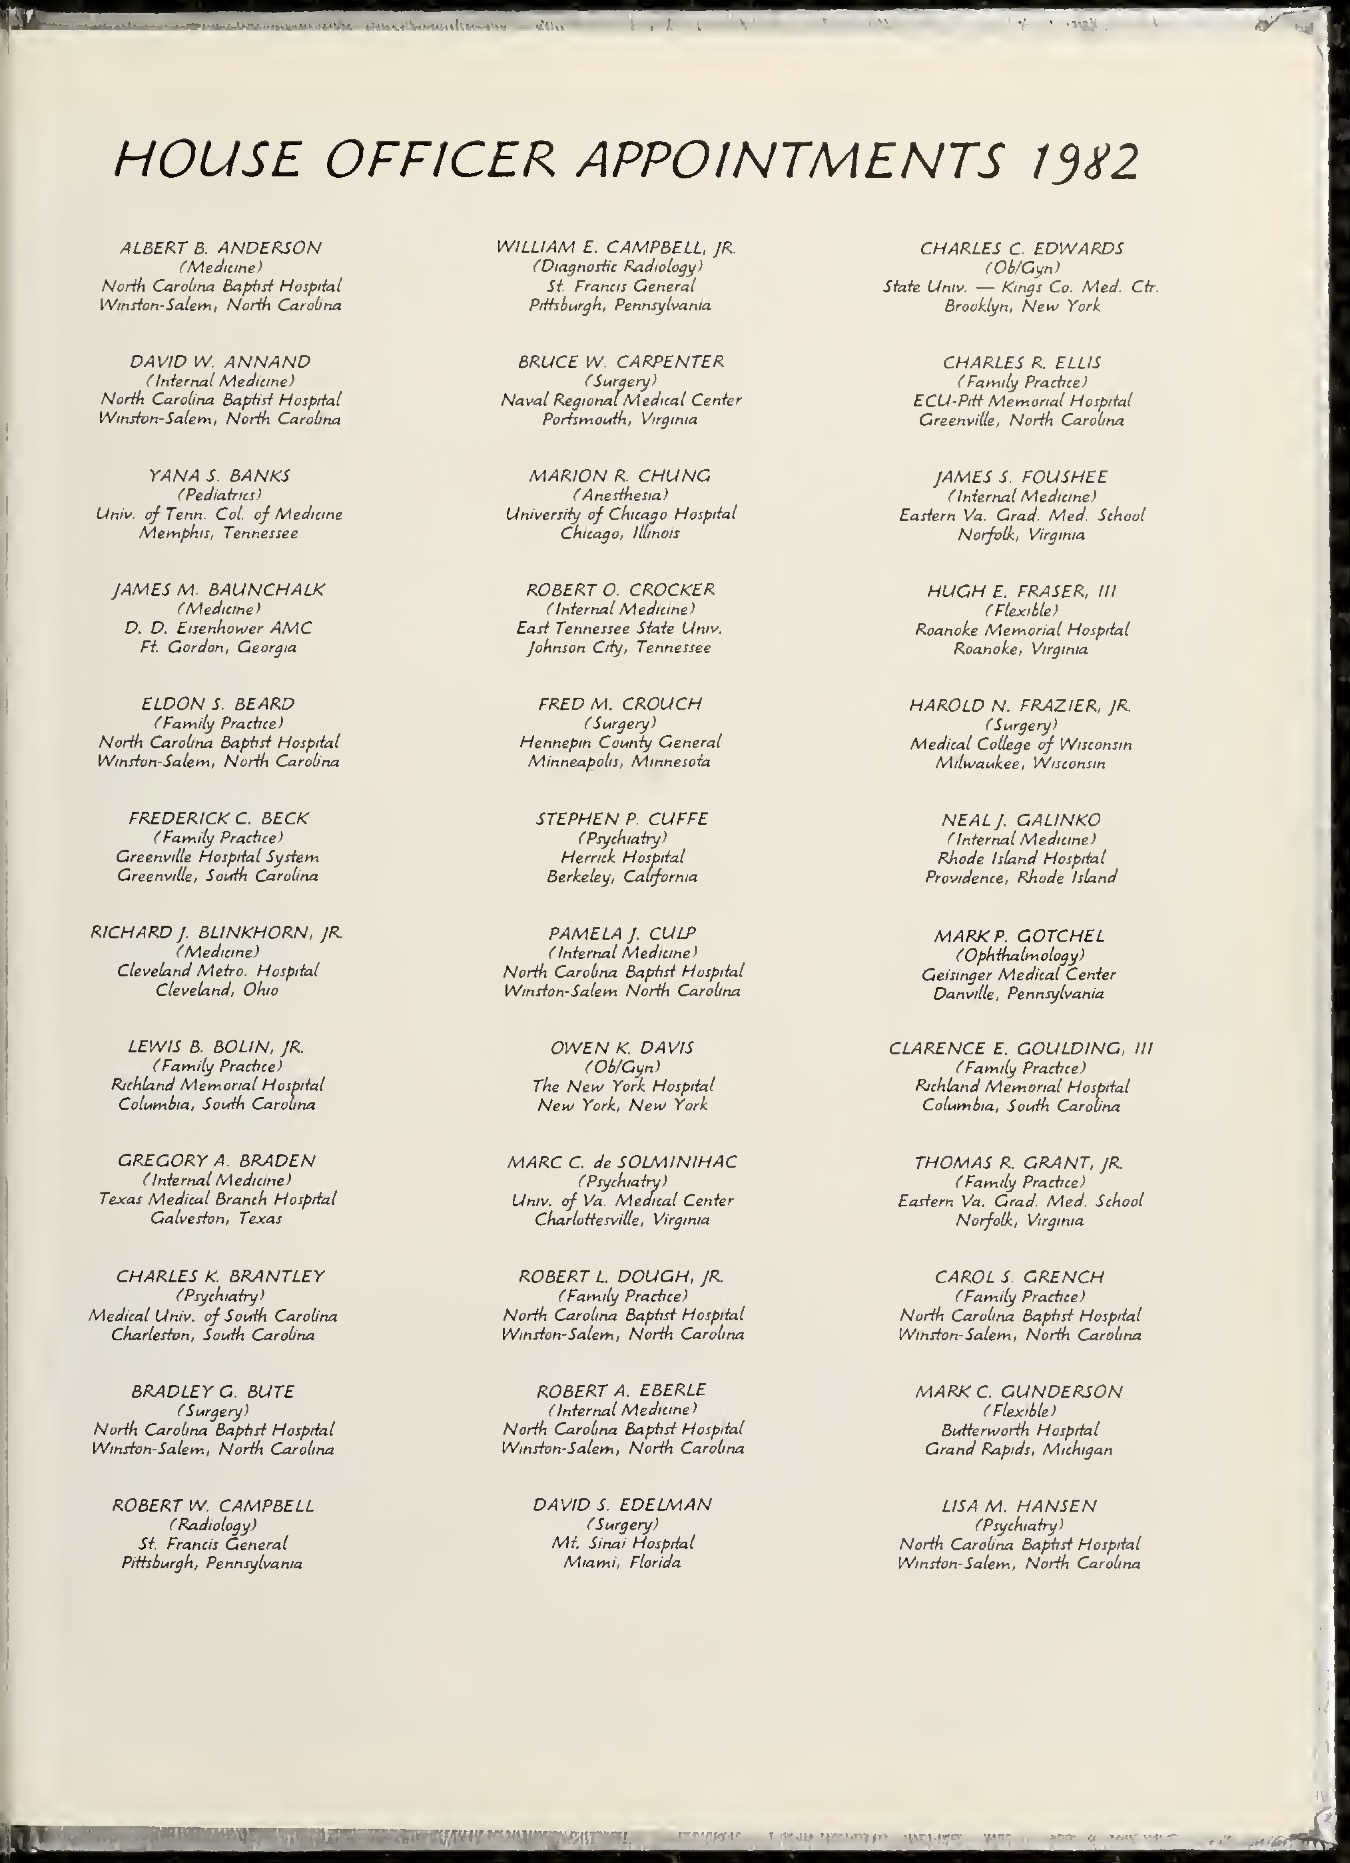 HOUSE OFFICER APPOINTMENTS 1982
ALBERT B. ANDERSON
(Medicine)
North Carolina Baptist Hospital
Winston-Salem, North Carolina
DAVID W. ANNAND
(Internal Medicine)
North Carolina Baptist Hospital
Winston-Salem, North Carolina
YANA S. BANKS
(Pediatrics)
Univ. of Tenn. Col. of Medicine
Memphis, Tennessee
JAMES M. BAUNCHALK
(Medicine)
D. D. Eisenhower AMC
Ft. Gordon, Georgia
ELDON S. BEARD
(Family Practice)
North Carolina Baptist Hospital
Winston-Salem, North Carolina
FREDERICK C. BECK
(Family Practice)
Greenville Hospital System
Greenville, South Carolina
RICHARD J. BLINKHORN, JR.
(Medicine)
Cleveland Metro. Hospital
Cleveland, Ohio
LEWIS B. BOLIN, JR.
(Family Practice)
Richland Memorial Hospital
Columbia, South Carolina
GREGORY A. BRADEN
(Internal Medicine)
Texas Medical Branch Hospital
Galveston, Texas
CHARLES K. BRANTLEY
(Psychiatry)
Medical Univ. of South Carolina
Charleston, South Carolina
BRADLEY G. BUTE
(Surgery)
North Carolina Baptist Hospital
Winston-Salem, North Carolina
ROBERT W. CAMPBELL
(Radiology)
St. Francis General
Pittsburgh, Pennsylvania
WILLIAM E. CAMPBELL, JR.
(Diagnostic Radiology)
St. Francis General
Pittsburgh, Pennsylvania
BRUCE W. CARPENTER
(Surgery)
Naval Regional Medical Center
Portsmouth, Virginia
MARION R. CHUNG
(Anesthesia)
University of Chicago Hospital
Chicago, Illinois
ROBERT O. CROCKER
(Internal Medicine)
East Tennessee State Univ.
Johnson City, Tennessee
FRED M. CROUCH
(Surgery)
Hennepin County General
Minneapolis, Minnesota
STEPHEN P. CUFFE
(Psychiatry)
Herrick Hospital
Berkeley, California
PAMELA J. CULP
(Internal Medicine)
North Carolina Baptist Hospital
Winston-Salem North Carolina
OWEN K. DAVIS
(Ob/Gyn)
The New York Hospital
New York, New York
MARC C. de SOLMINIHAC
(Psychiatry)
Univ. of Va. Medical Center
Charlottesville, Virginia
ROBERT L. DOUGH, JR.
(Family Practice)
North Carolina Baptist Hospital
Winston-Salem, North Carolina
ROBERT A. EBERLE
(Internal Medicine)
North Carolina Baptist Hospital
Winston-Salem, North Carolina
DAVID S. EDELMAN
(Surgery)
Mt. Sinai Hospital
Miami, Florida
CHARLES C. EDWARDS
(Ob/Gyn)
State Univ. — Kings Co. Med. Ctr.
Brooklyn, New York
CHARLES R. ELLIS
(Family Practice)
ECU-Pitt Memorial Hospital
Greenville, North Carolina
JAMES S. FOUSHEE
(Internal Medicine)
Eastern Va. Grad. Med. School
Norfolk, Virginia
HUGH E. FRASER, III
(Flexible)
Roanoke Memorial Hospital
Roanoke, Virginia
HAROLD N. FRAZIER, JR.
(Surgery)
Medical College of Wisconsin
Milwaukee, Wisconsin
NEAL J. GALINKO
(Internal Medicine)
Rhode Island Hospital
Providence, Rhode Island
MARK P. GOTCHEL
(Ophthalmology)
Geisinger Medical Center
Danville, Pennsylvania
CLARENCE E. GOULDING, III
(Family Practice)
Richland Memorial Hospital
Columbia, South Carolina
THOMAS R. GRANT, JR.
(Family Practice)
Eastern Va. Grad. Med. School
Norfolk, Virginia
CAROL S. GRENCH
(Family Practice)
North Carolina Baptist Hospital
Winston-Salem, North Carolina
MARK C. GUNDERSON
(Flexible)
Butterworth Hospital
Grand Rapids, Michigan
LISA M. HANSEN
(Psychiatry)
North Carolina Baptist Hospital
Winston-Salem, North Carolina